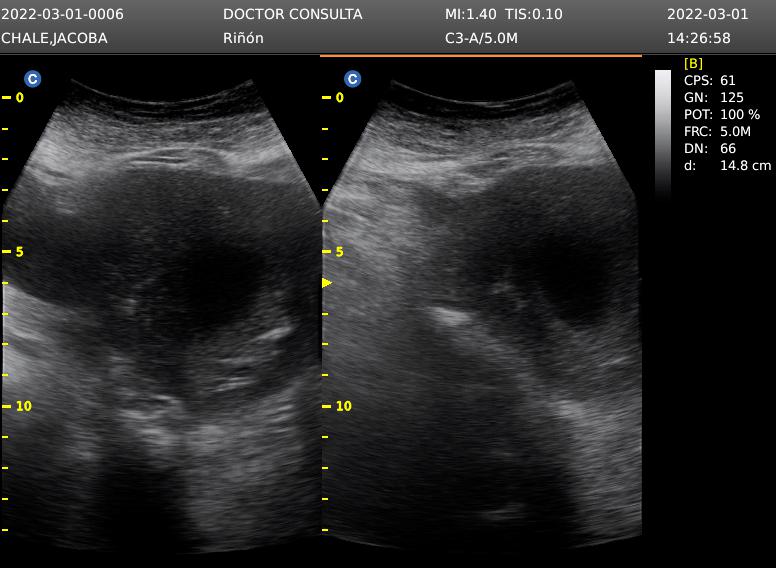 2022-03-01-0006 DOCTOR CONSULTA MI:1.40 TIS:0.10 2022-03-01
CHALE,JACOBA Riñón C3-A/5.0M 14:26:58
C C
[B]
CPS: 61
GN: 125
POT: 100 %
FRC: 5.0M
DN: 66
d: 14.8 cm
0 0
5 5
10 10